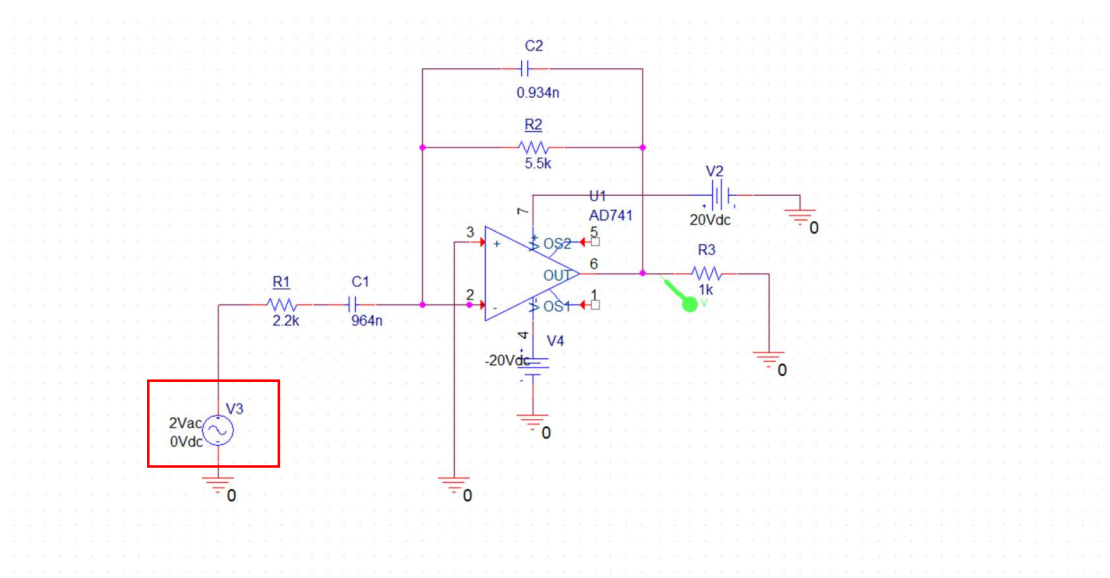 C2
0.934n
R2
5.5k
V2
U1
AD741
+ -
20Vdc
0
7
3
+
V+
OS2
5
R3
OUT
6
1k
V
R1
C1
2
-
V-
OS1
1
2.2k
964n
4
V4
+
-20Vdc
-
0
0
V3
2Vac
0Vdc
+
-
0
0